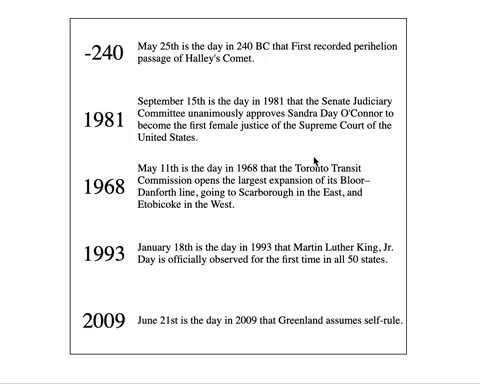 -240
May 25th is the day in 240 BC that First recorded perihelion
passage of Halley's Comet.
1981
September 15th is the day in 1981 that the Senate Judiciary
Committee unanimously approves Sandra Day O'Connor to
become the first female justice of the Supreme Court of the
United States.
1968
May 11th is the day in 1968 that the Toronto Transit
Commission opens the largest expansion of its Bloor–
Danforth line, going to Scarborough in the East, and
Etobicoke in the West.
1993
January 18th is the day in 1993 that Martin Luther King, Jr.
Day is officially observed for the first time in all 50 states.
2009
June 21st is the day in 2009 that Greenland assumes self-rule.